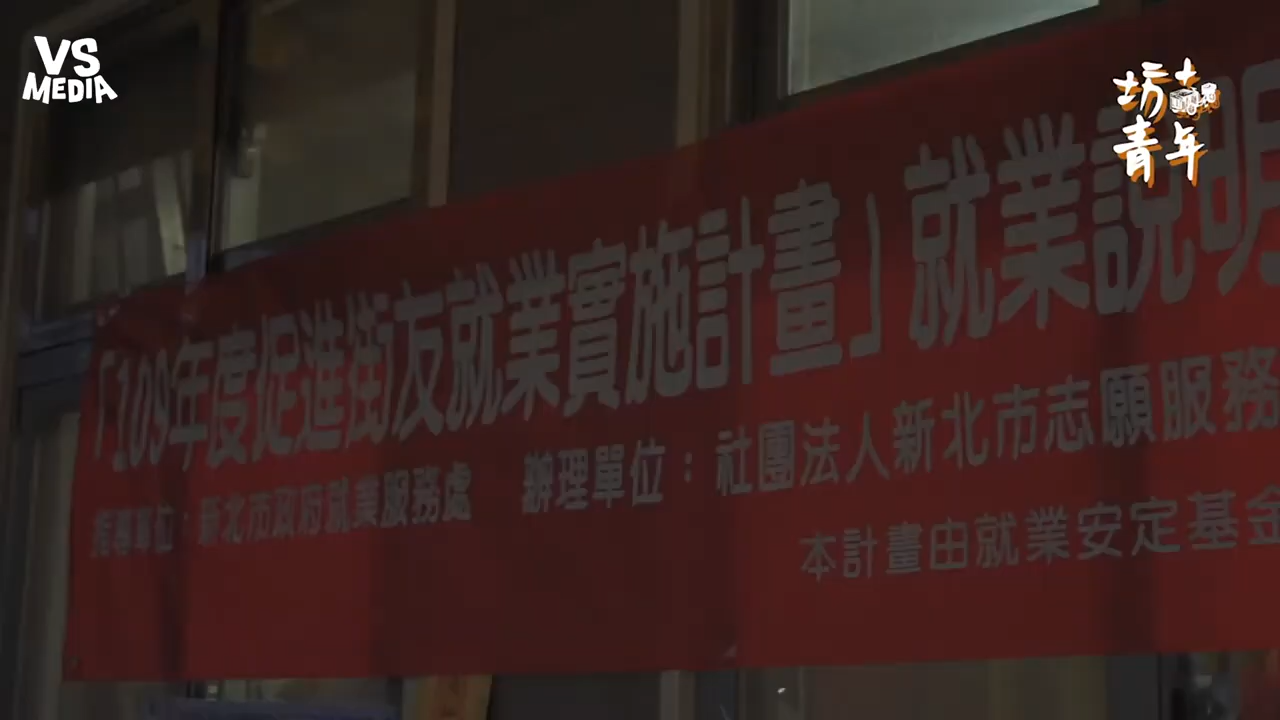 VS
MEDIA
坊
青年
「109年度促進街友就業實施計畫」就業說明
指導單位：新北市政府就業服務處 辦理單位：社團法人新北市志願服務
本計畫由就業安定基金